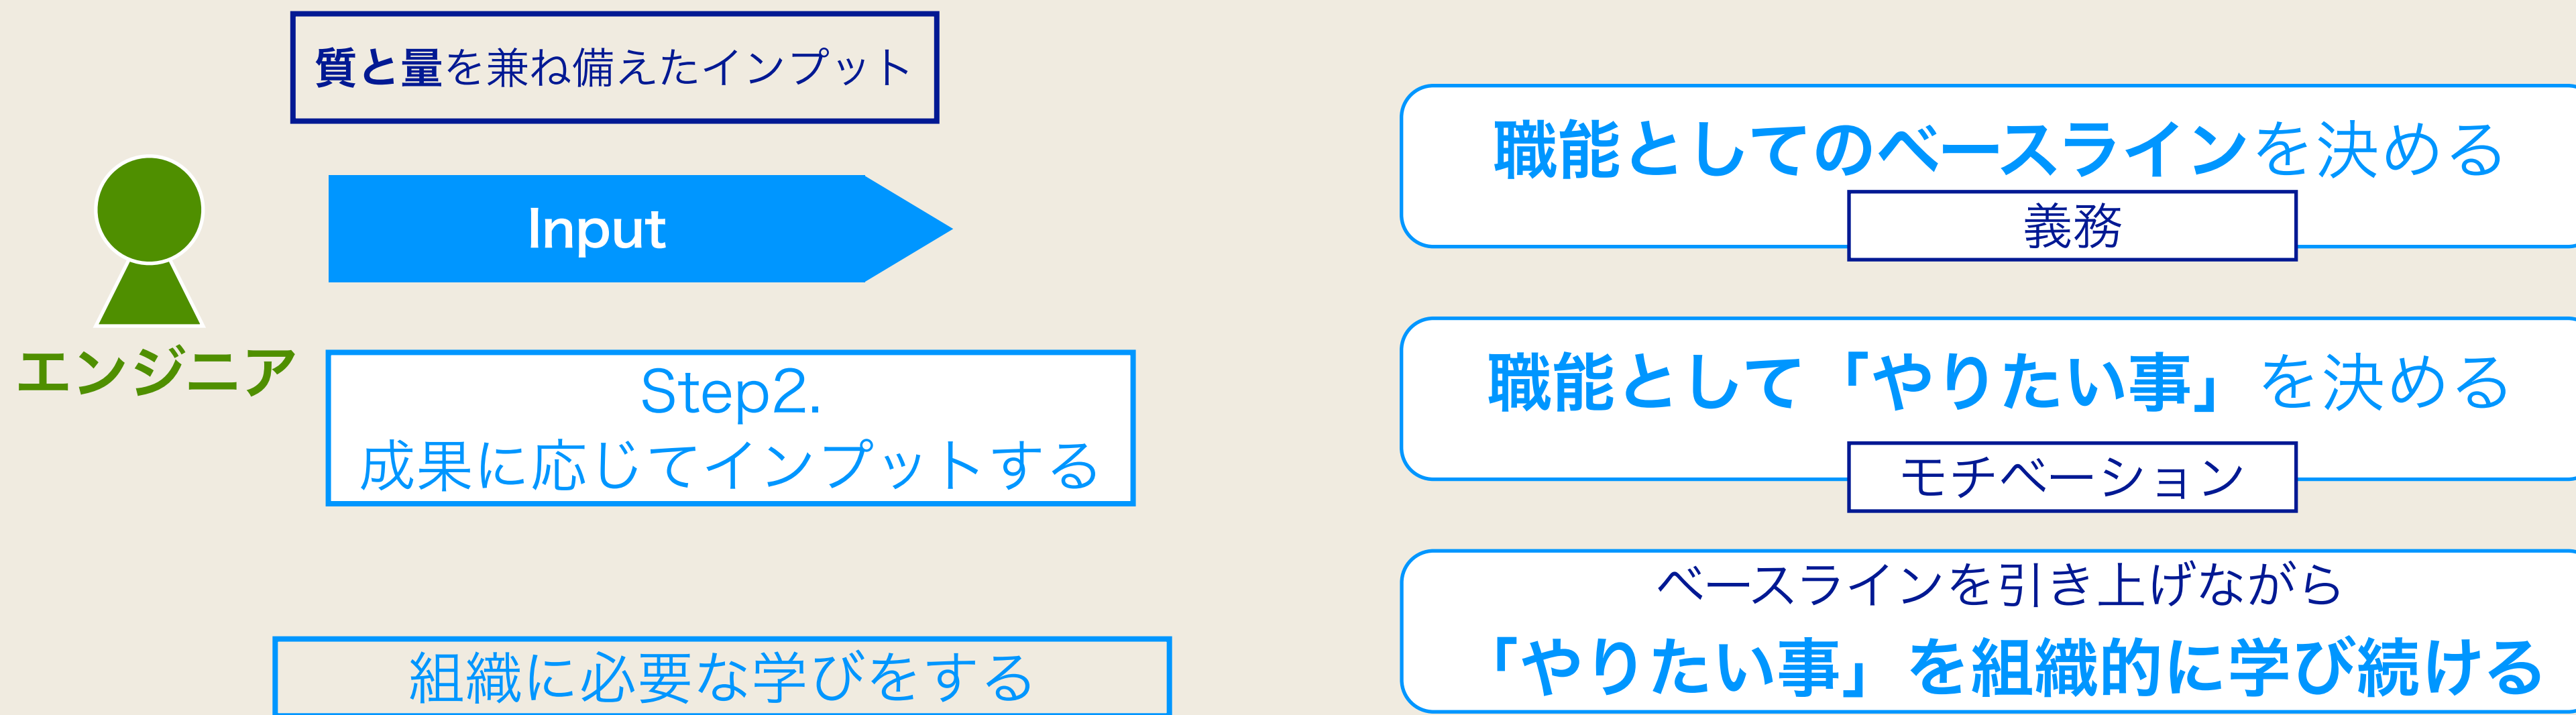 質と量を兼ね備えたインプット
Input
エンジニア
Step2.
成果に応じてインプットする
組織に必要な学びをする
職能としてのベースラインを決める
義務
職能として「やりたい事」を決める
モチベーション
ベースラインを引き上げながら
「やりたい事」を組織的に学び続ける